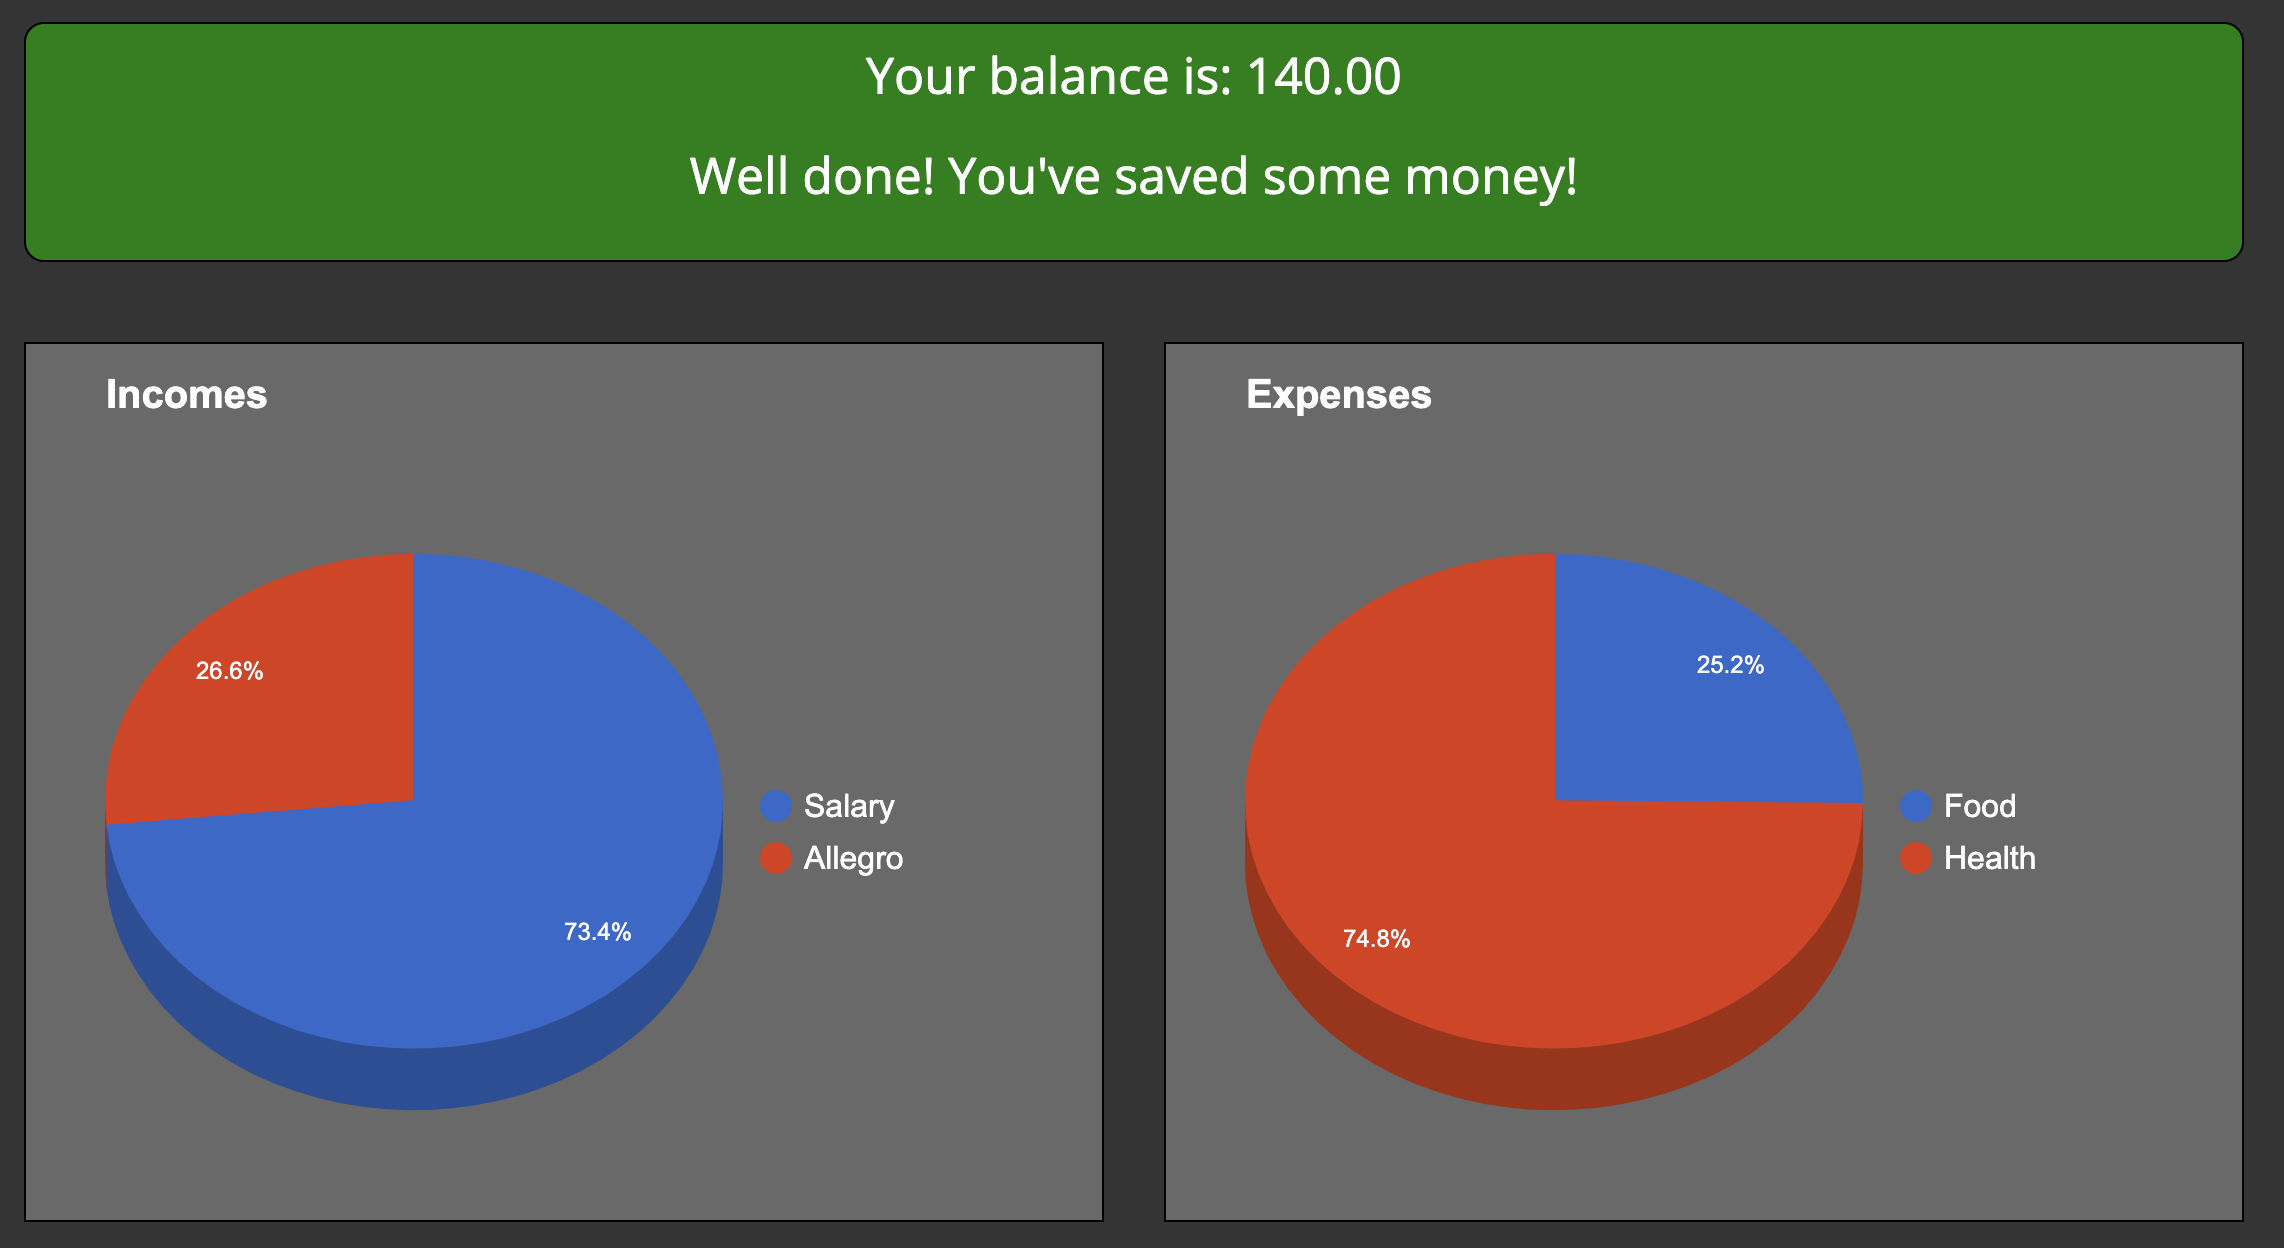 Your balance is: 140.00
Well done! You've saved some money!
Incomes
26.6%
73.4%
Salary
Allegro
Expenses
25.2%
74.8%
Food
Health